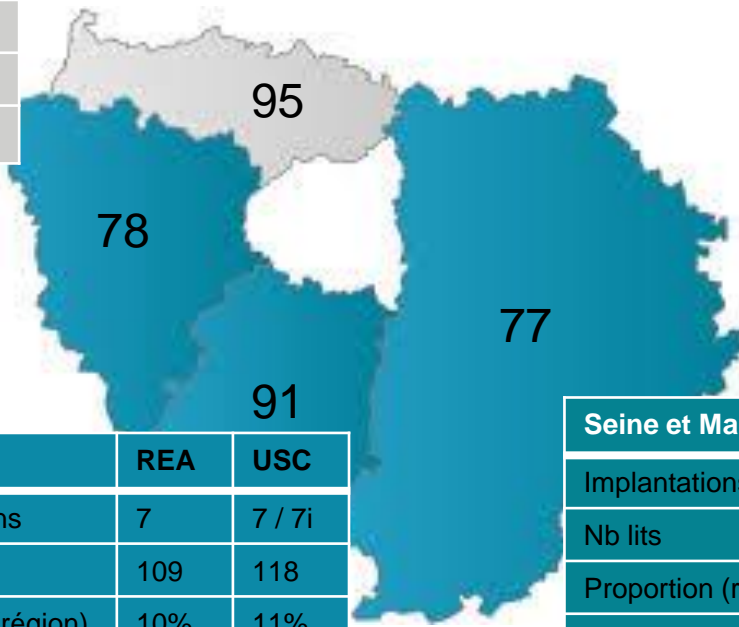 95
78
77
91
REA USC
7 7 / 7i
109 118
région) 10% 11%
Seine et Ma
Implantation
Nb lits
Proportion (r